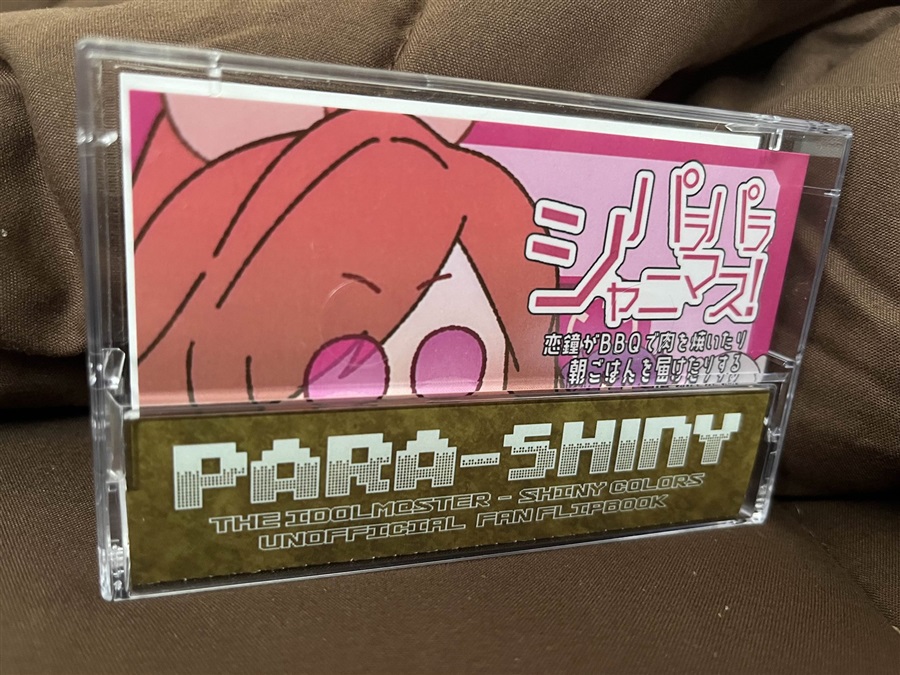 パラパラ
シャニマス!
恋鐘がBBQで肉を焼いたり
朝ごはんを届けたりする
PARA-SHINY
THE IDOLM@STER - SHINY COLORS
UNOFFICIAL FAN FLIPBOOK